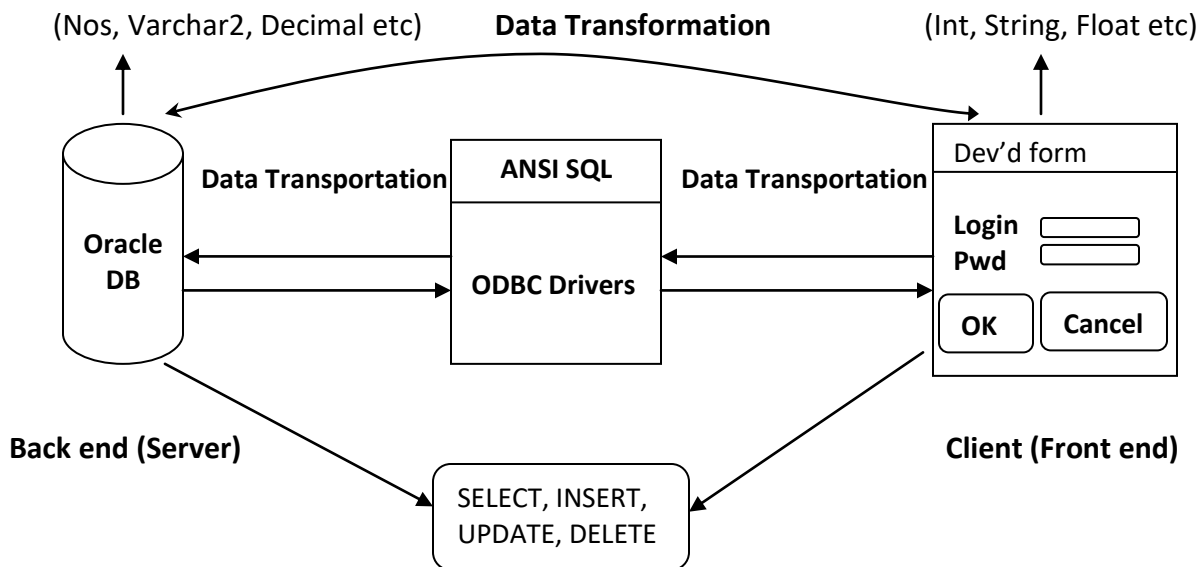 (Nos, Varchar2, Decimal etc)
Data Transformation
(Int, String, Float etc)
Dev’d form
ANSI SQL
Data Transportation
Data Transportation
Login
Pwd
Oracle
DB
ODBC Drivers
OK
Cancel
Back end (Server)
Client (Front end)
SELECT, INSERT,
UPDATE, DELETE